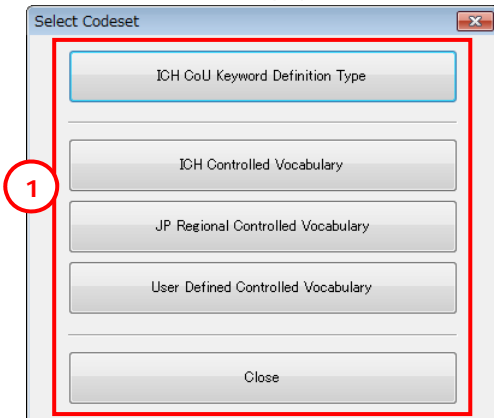 Select Codeset
ICH CoU Keyword Definition Type
1
ICH Controlled Vocabulary
JP Regional Controlled Vocabulary
User Defined Controlled Vocabulary
Close